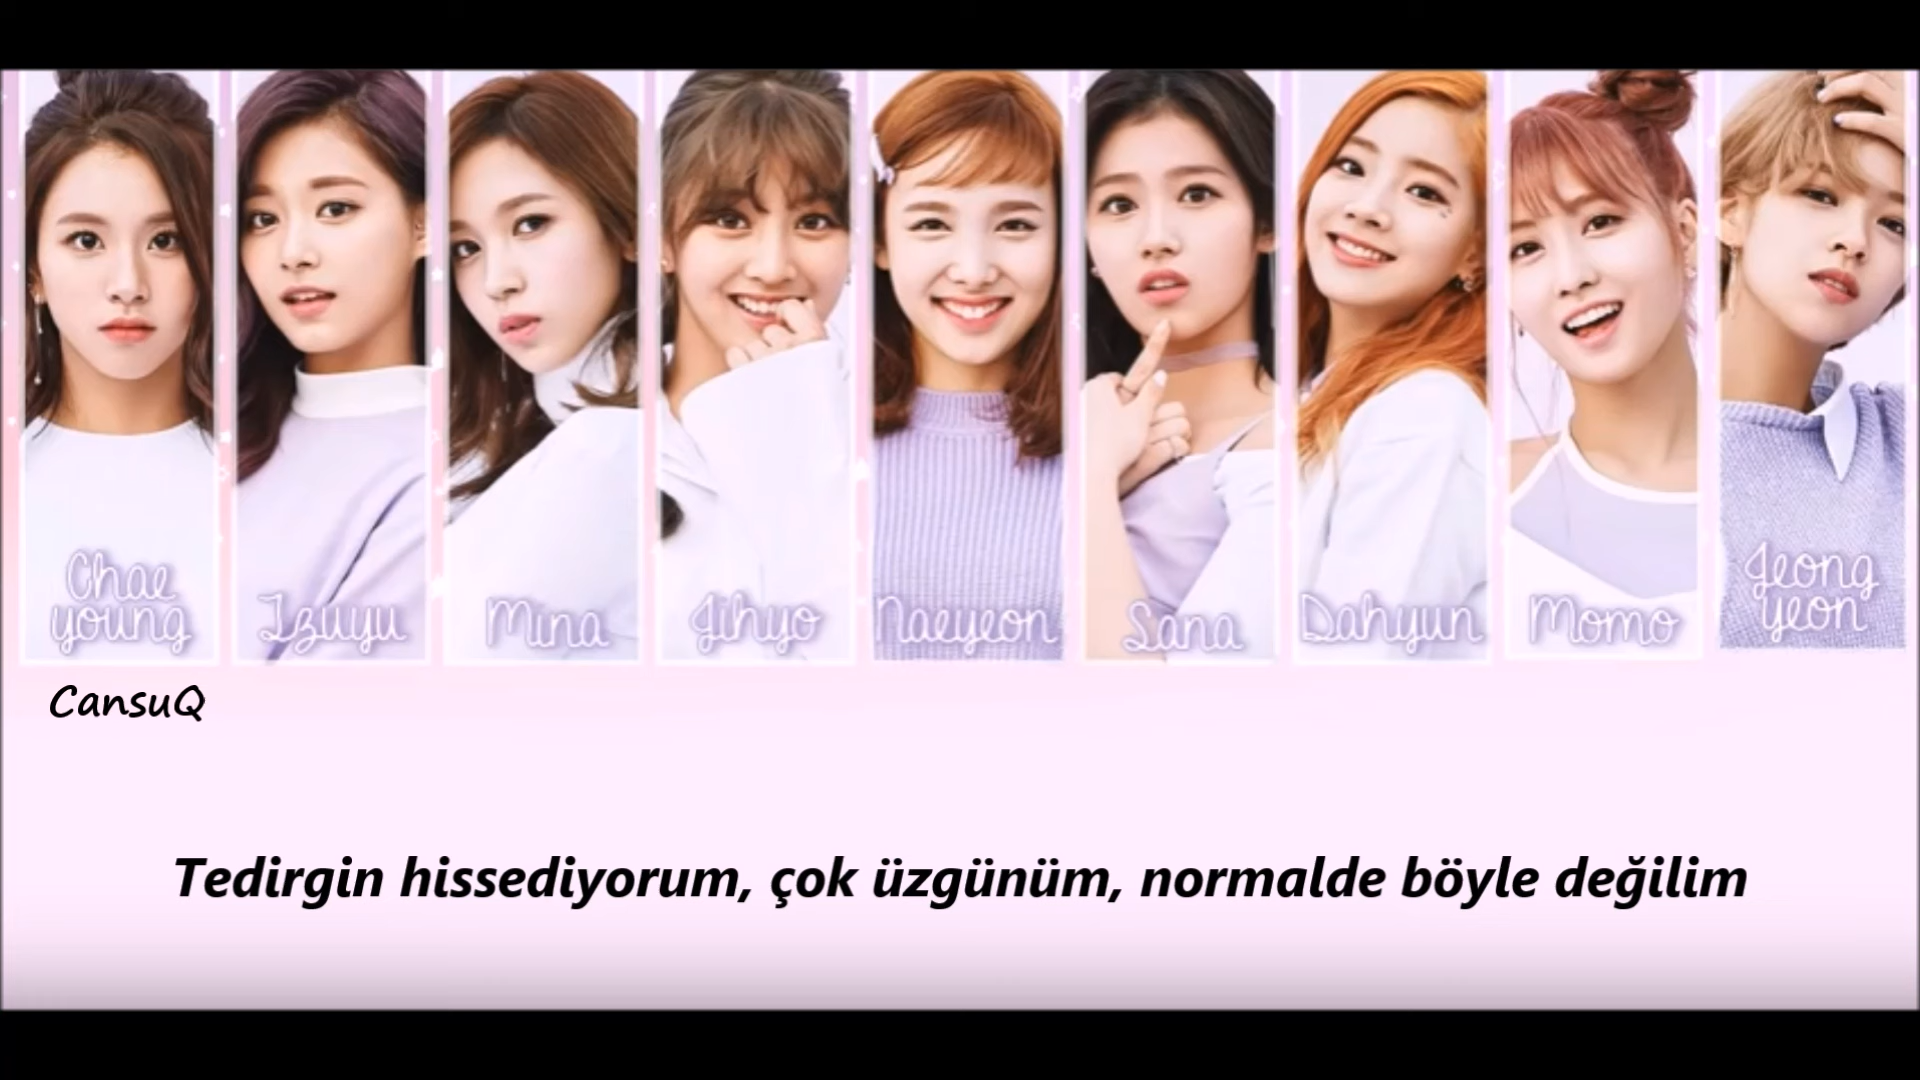 Chae
young
Tzuyu
Mina
Jihyo
Naeyeon
Sana
Dahyun
Momo
Jeong
yeon
CansuQ
Tedirgin hissediyorum, çok üzgünüm, normalde böyle değilim